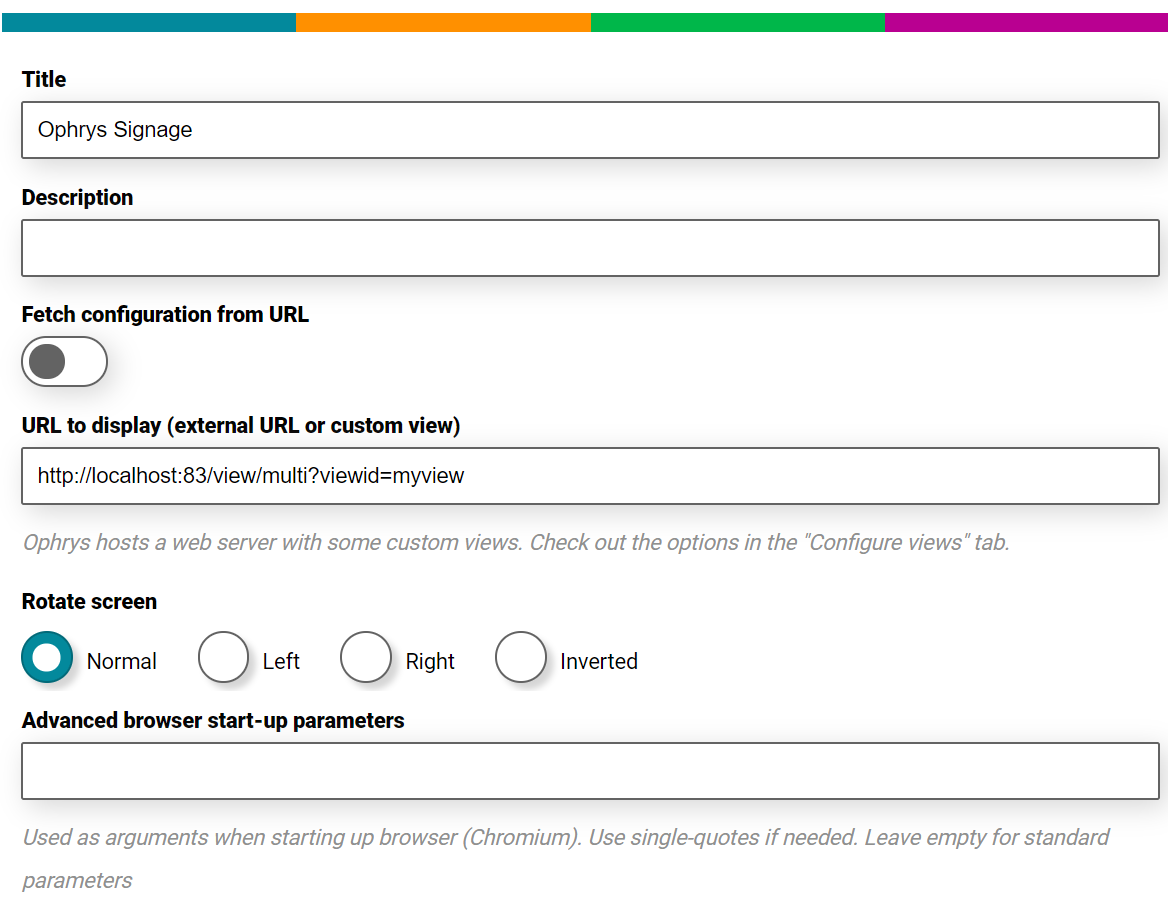 Title
Ophrys Signage
Description
Fetch configuration from URL
URL to display (external URL or custom view)
http://localhost:83/view/multi?viewid=myview
Ophrys hosts a web server with some custom views. Check out the options in the "Configure views" tab.
Rotate screen
Normal Left Right Inverted
Advanced browser start-up parameters
Used as arguments when starting up browser (Chromium). Use single-quotes if needed. Leave empty for standard
parameters